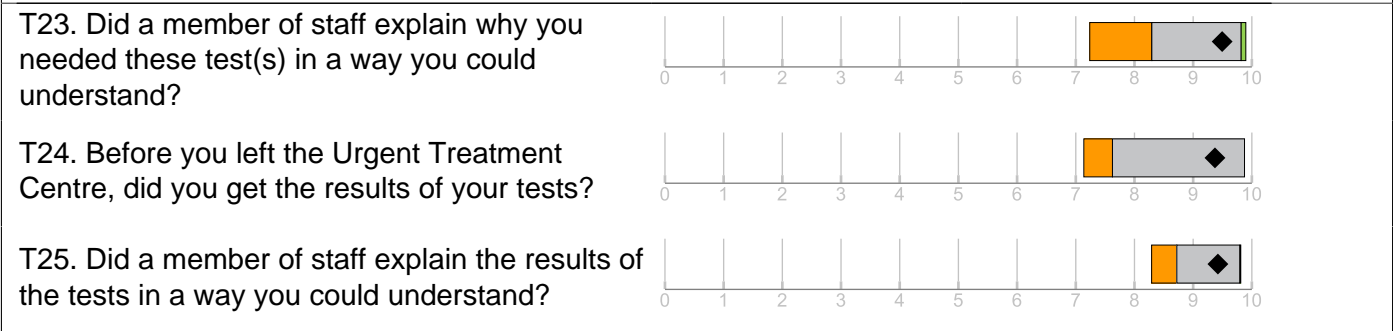 T23. Did a member of staff explain why you
needed these test(s) in a way you could
understand?
0 1 2 3 4 5 6 7 8 9 10
T24. Before you left the Urgent Treatment
Centre, did you get the results of your tests?
0 1 2 3 4 5 6 7 8 9 10
T25. Did a member of staff explain the results of
the tests in a way you could understand?
0 1 2 3 4 5 6 7 8 9 10